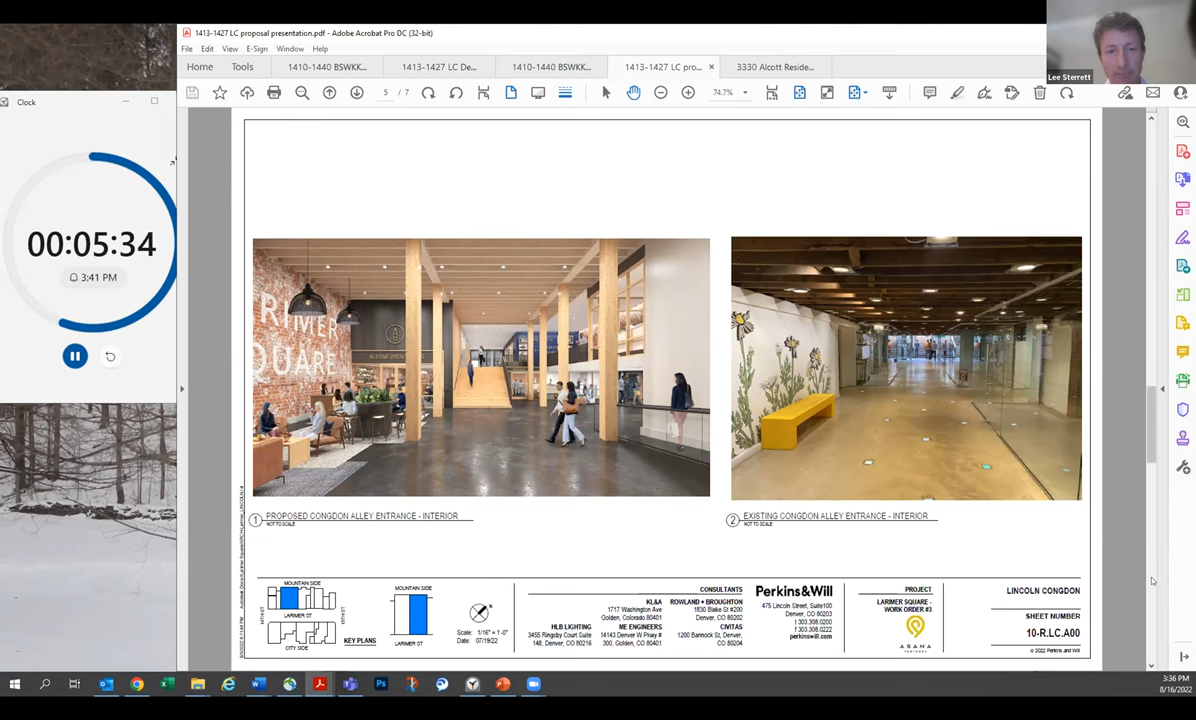 1413-1427 LC proposal presentation.pdf - Adobe Acrobat Pro DC (32-bit)
File Edit View E-Sign Window Help
Home Tools 1410-1440 BSWKK... 1413-1427 LC De... 1410-1440 BSWKK... 1413-1427 LC pro... × 3330 Alcott Reside...
5 / 7 74.7%
Lee Sterrett
Clock
00:05:34
3:41 PM
RIMER
QUARE
1 PROPOSED CONGDON ALLEY ENTRANCE - INTERIOR
NOT TO SCALE
2 EXISTING CONGDON ALLEY ENTRANCE - INTERIOR
NOT TO SCALE
MOUNTAIN SIDE
14TH ST
15TH ST
LARIMER ST
CITY SIDE
KEY PLANS
MOUNTAIN SIDE
LARIMER ST
N
Scale: 1/16" = 1'-0"
Date: 07/19/22
CONSULTANTS
KL&A
1717 Washington Ave
Golden, Colorado 80401
HLB LIGHTING
3455 Ringsby Court Suite
148, Denver, CO 80216
ROWLAND + BROUGHTON
1830 Blake St #200
Denver, CO 80202
ME ENGINEERS
14143 Denver W Pkwy #
300, Golden, CO 80401
CIVITAS
1200 Bannock St, Denver,
CO 80204
Perkins&Will
475 Lincoln Street, Suite100
Denver, CO 80203
t 303.308.0200
f 303.308.0222
perkinswill.com
PROJECT
LARIMER SQUARE -
WORK ORDER #3
ASANA
PARTNERS
LINCOLN CONGDON
SHEET NUMBER
10-R.LC.A00
© 2022 Perkins and Will
3:36 PM
8/16/2022